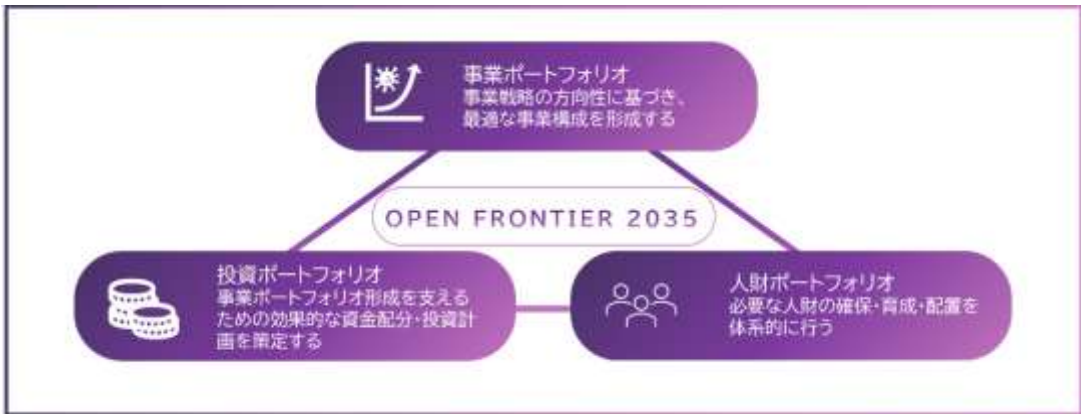 事業ポートフォリオ
事業戦略の方向性に基づき、
最適な事業構成を形成する
OPEN FRONTIER 2035
投資ポートフォリオ
事業ポートフォリオ形成を支える
ための効果的な資金配分・投資計
画を策定する
人財ポートフォリオ
必要な人財の確保・育成・配置を
体系的に行う